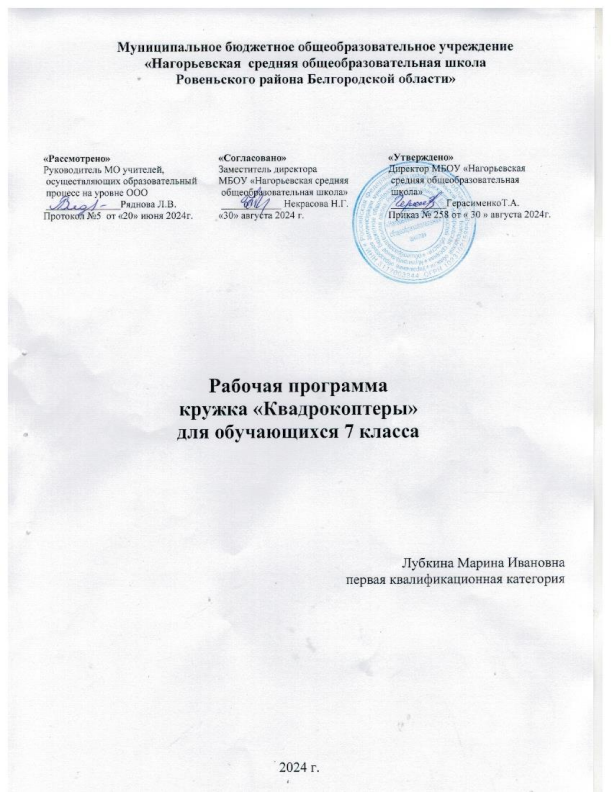 Муниципальное бюджетное общеобразовательное учреждение
«Нагорьевская средняя общеобразовательная школа
Ровеньского района Белгородской области»
«Рассмотрено»
Руководитель МО учителей,
осуществляющих образовательный
процесс на уровне ООО
Ряднова Л.В.
Протокол №5 от «20» июня 2024г.
«Согласовано»
Заместитель директора
МБОУ «Нагорьевская средняя
общеобразовательная школа»
Некрасова Н.Г.
«30» августа 2024 г.
«Утверждено»
Директор МБОУ «Нагорьевская
средняя общеобразовательная
школа»
ГерасименкоТ.А.
Приказ № 258 от « 30 » августа 2024г.
Рабочая программа
кружка «Квадрокоптеры»
для обучающихся 7 класса
Лубкина Марина Ивановна
первая квалификационная категория
2024 г.